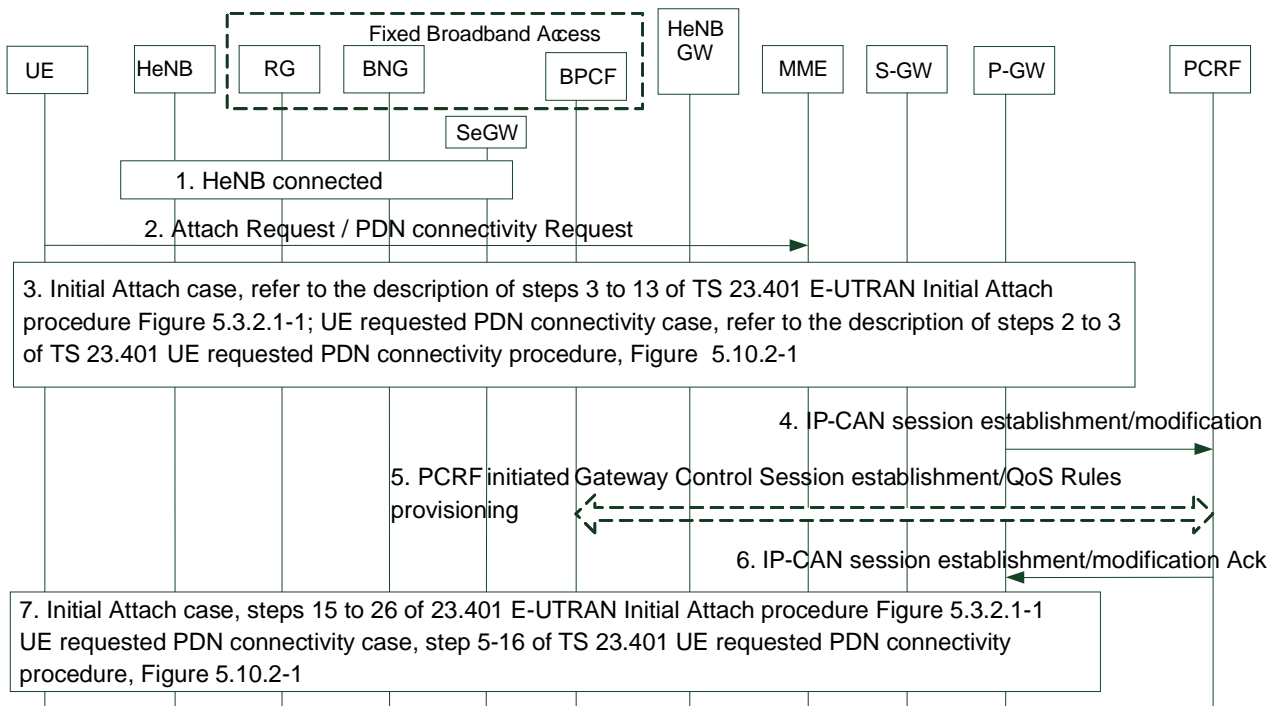 Fixed Broadband Access
HeNB
GW
UE
HeNB
RG
BNG
BPCF
MME
S-GW
P-GW
PCRF
SeGW
1. HeNB connected
2. Attach Request / PDN connectivity Request
3. Initial Attach case, refer to the description of steps 3 to 13 of TS 23.401 E-UTRAN Initial Attach
procedure Figure 5.3.2.1-1; UE requested PDN connectivity case, refer to the description of steps 2 to 3
of TS 23.401 UE requested PDN connectivity procedure, Figure 5.10.2-1
4. IP-CAN session establishment/modification
5. PCRF initiated Gateway Control Session establishment/QoS Rules
provisioning
6. IP-CAN session establishment/modification Ack
7. Initial Attach case, steps 15 to 26 of 23.401 E-UTRAN Initial Attach procedure Figure 5.3.2.1-1
UE requested PDN connectivity case, step 5-16 of TS 23.401 UE requested PDN connectivity
procedure, Figure 5.10.2-1